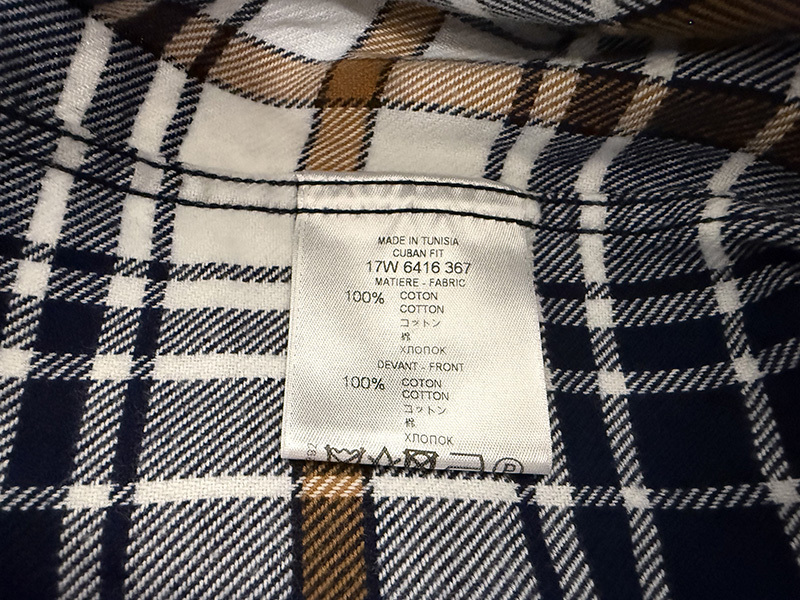 MADE IN TUNISIA
CUBAN FIT
17W 6416 367
MATIERE - FABRIC
100% COTON
COTTON
コットン
棉
ХЛОПОК
DEVANT - FRONT
100% COTON
COTTON
コットン
棉
ХЛОПОК
P